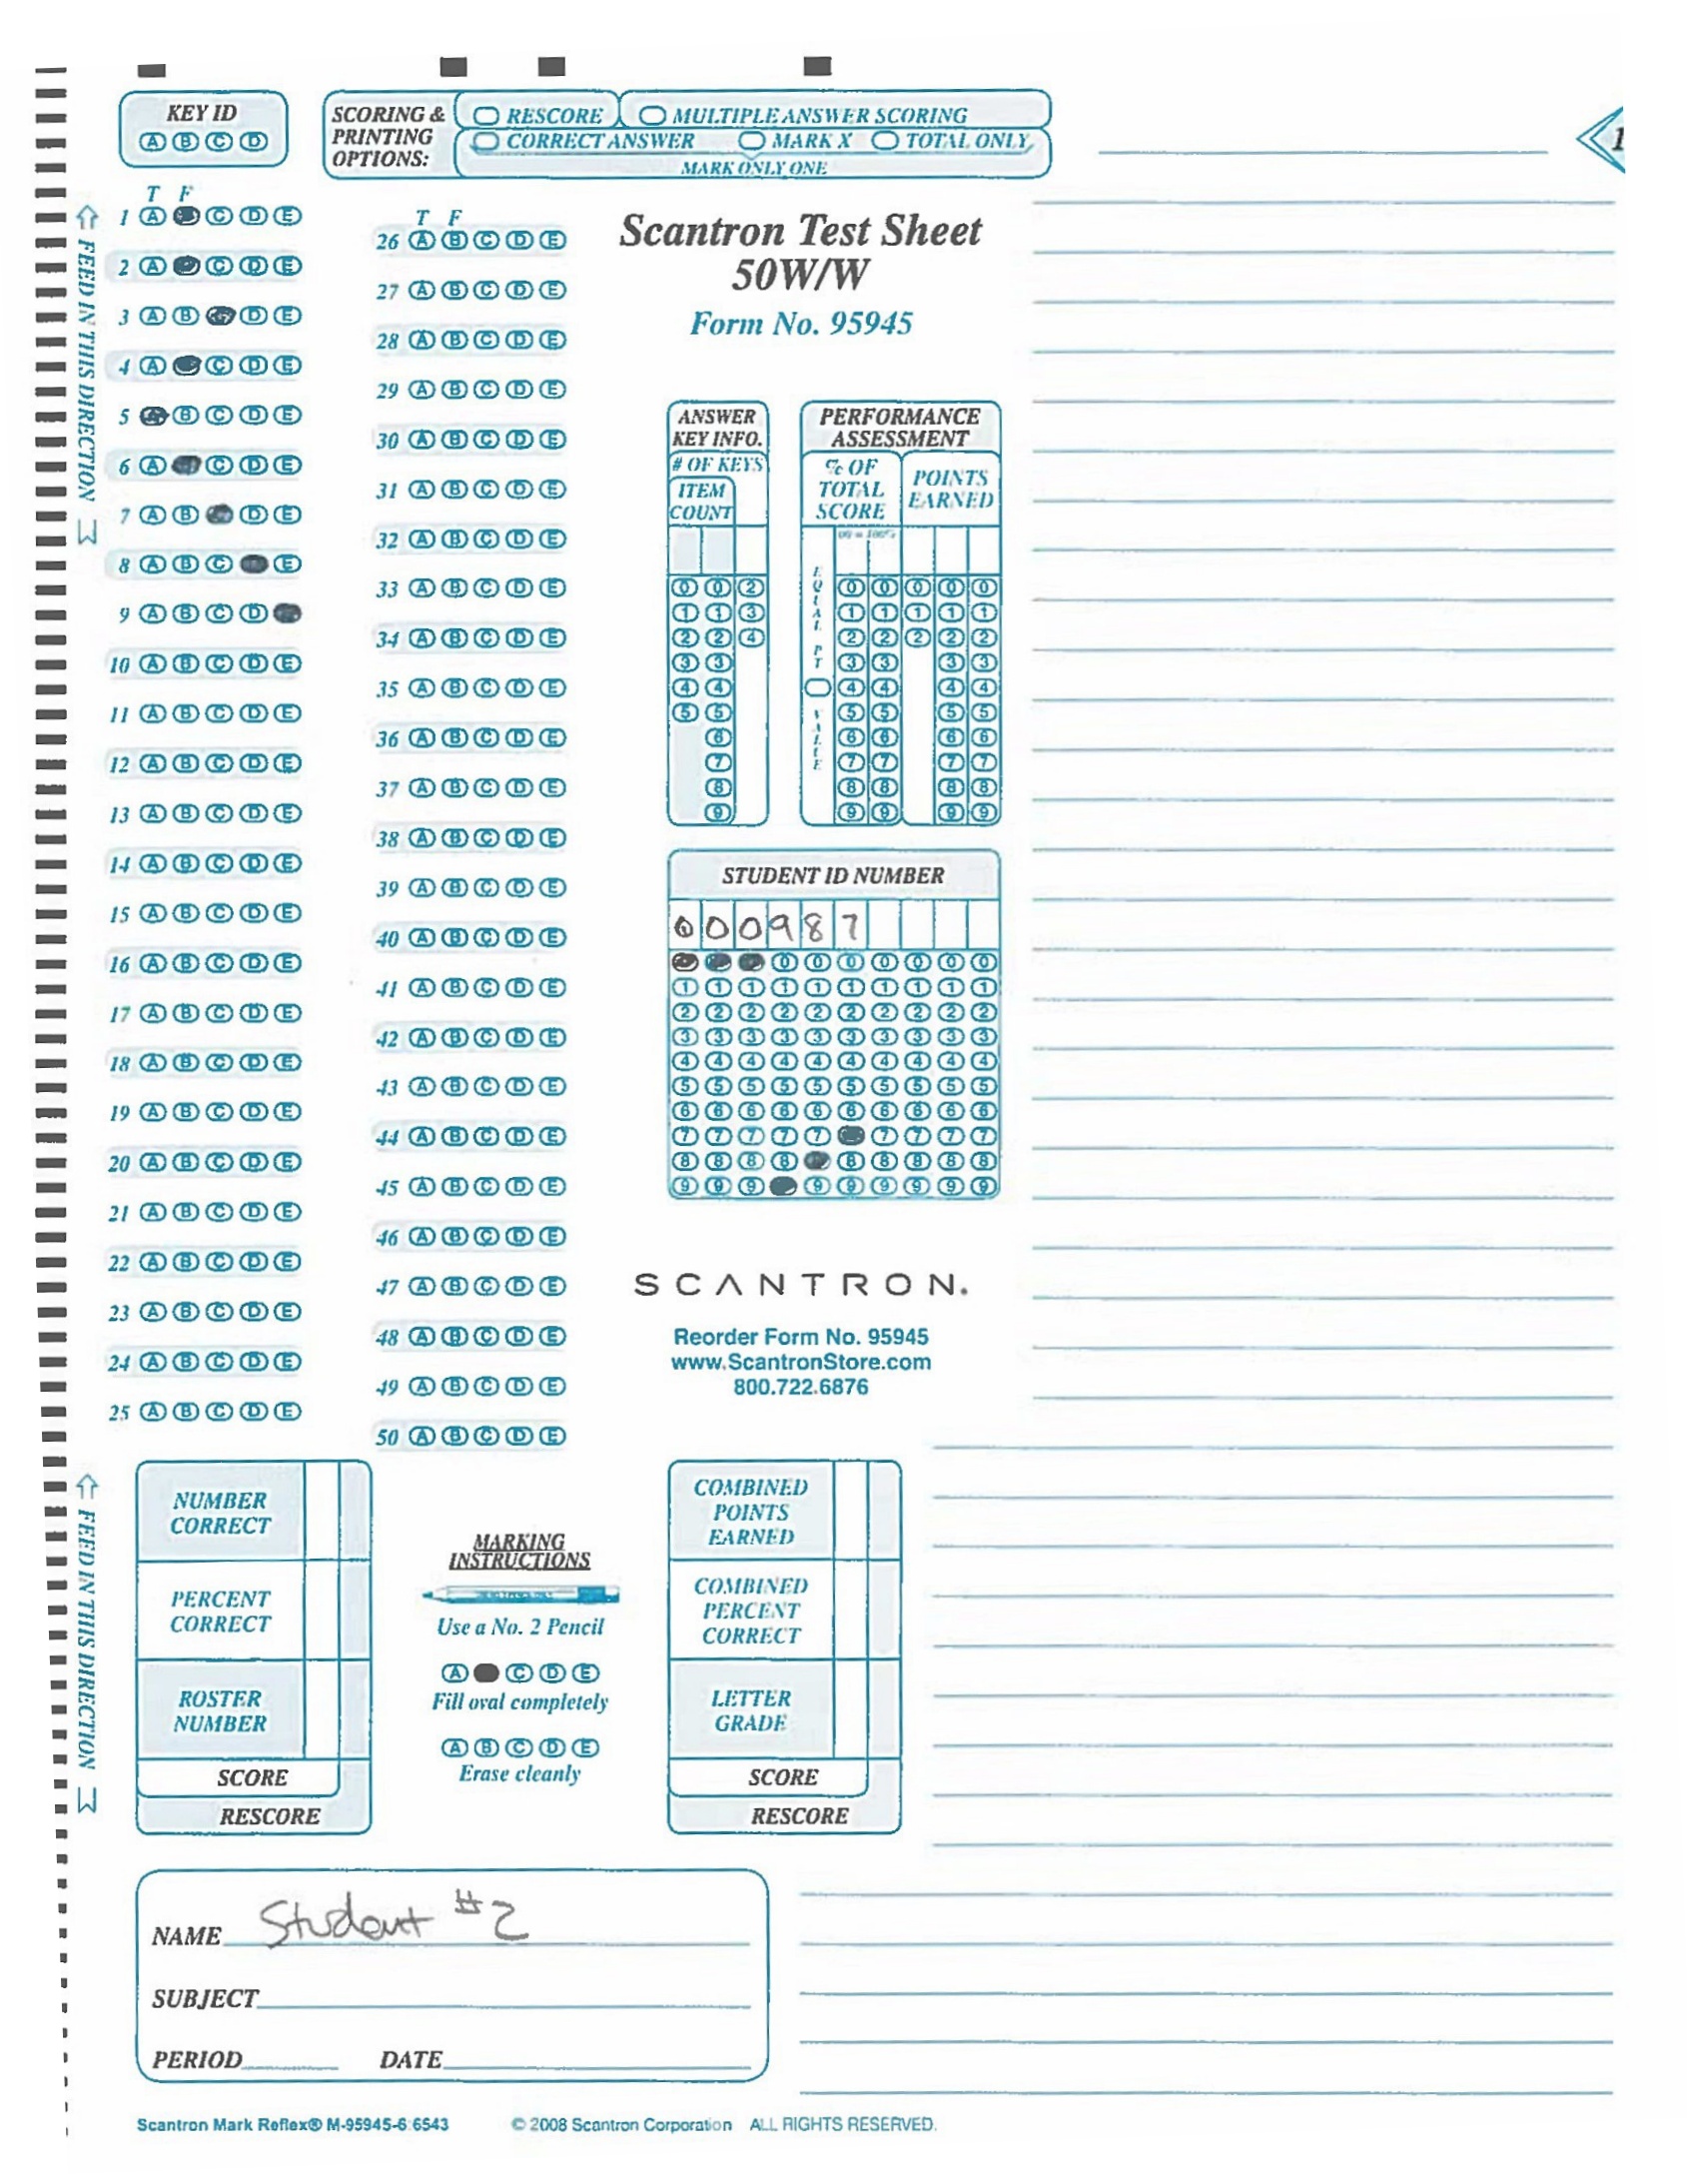 KEY ID
A B C D
SCORING & PRINTING OPTIONS:
RESCORE
MULTIPLE ANSWER SCORING
CORRECT ANSWER
MARK X
TOTAL ONLY
MARK ONLY ONE
1
FEED IN THIS DIRECTION
T F
1 A C D E
2 A C D E
3 A B D E
4 A C D E
5 B C D E
6 A C D E
7 A B D E
8 A B C E
9 A B C D
10 A B C D E
11 A B C D E
12 A B C D E
13 A B C D E
14 A B C D E
15 A B C D E
16 A B C D E
17 A B C D E
18 A B C D E
19 A B C D E
20 A B C D E
21 A B C D E
22 A B C D E
23 A B C D E
24 A B C D E
25 A B C D E
T F
26 A B C D E
27 A B C D E
28 A B C D E
29 A B C D E
30 A B C D E
31 A B C D E
32 A B C D E
33 A B C D E
34 A B C D E
35 A B C D E
36 A B C D E
37 A B C D E
38 A B C D E
39 A B C D E
40 A B C D E
41 A B C D E
42 A B C D E
43 A B C D E
44 A B C D E
45 A B C D E
46 A B C D E
47 A B C D E
48 A B C D E
49 A B C D E
50 A B C D E
Scantron Test Sheet
50W/W
Form No. 95945
ANSWER
KEY INFO.
# OF KEYS
ITEM
COUNT
0 0 2
1 1 3
2 2 4
3 3
4 4
5 5
6
7
8
9
PERFORMANCE
ASSESSMENT
% OF
TOTAL
SCORE
POINTS
EARNED
00 = 100%
EQUAL PT VALUE
0 0 0 0 0
1 1 1 1 1
2 2 2 2 2
3 3 3 3
4 4 4 4
5 5 5 5
6 6 6 6
7 7 7 7
8 8 8 8
9 9 9 9
STUDENT ID NUMBER
0 0 0 9 8 7
0 0 0 0 0 0 0
1 1 1 1 1 1 1 1 1 1
2 2 2 2 2 2 2 2 2 2
3 3 3 3 3 3 3 3 3 3
4 4 4 4 4 4 4 4 4 4
5 5 5 5 5 5 5 5 5 5
6 6 6 6 6 6 6 6 6 6
7 7 7 7 7 7 7 7 7
8 8 8 8 8 8 8 8 8
9 9 9 9 9 9 9 9 9
SCANTRON.
Reorder Form No. 95945
www.ScantronStore.com
800.722.6876
FEED IN THIS DIRECTION
NUMBER
CORRECT
PERCENT
CORRECT
ROSTER
NUMBER
SCORE
RESCORE
MARKING
INSTRUCTIONS
Use a No. 2 Pencil
A C D E
Fill oval completely
A B C D E
Erase cleanly
COMBINED
POINTS
EARNED
COMBINED
PERCENT
CORRECT
LETTER
GRADE
SCORE
RESCORE
NAME Student #2
SUBJECT
PERIOD DATE
Scantron Mark Reflex® M-95945-6:6543 © 2008 Scantron Corporation ALL RIGHTS RESERVED.